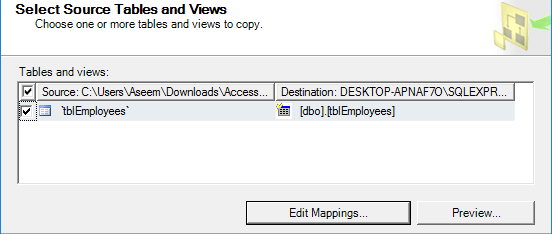 Select Source Tables and Views
Choose one or more tables and views to copy.
Tables and views:
Source: C:\Users\Aseem\Downloads\Access... Destination: DESKTOP-APNAF7O\SQLEXPR...
`tblEmployees` [dbo].[tblEmployees]
Edit Mappings... Preview...